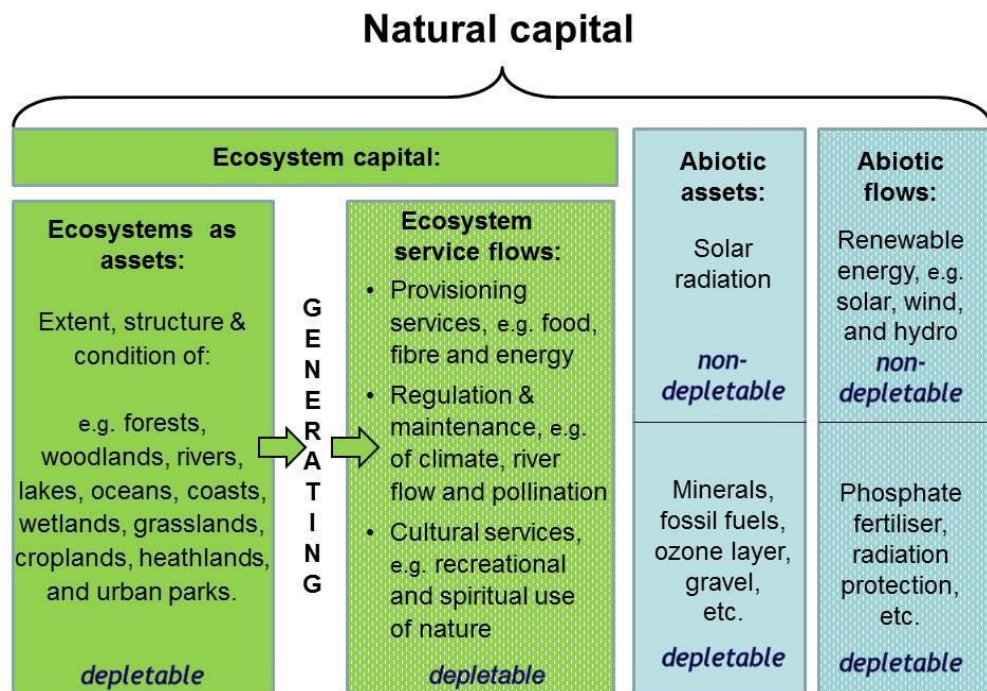 Natural capital
Ecosystem capital:
Ecosystems as
assets:
Extent, structure &
condition of:
e.g. forests,
woodlands, rivers,
lakes, oceans, coasts,
wetlands, grasslands,
croplands, heathlands,
and urban parks.
depletable
GENERATING
Ecosystem
service flows:
• Provisioning
services, e.g. food,
fibre and energy
• Regulation &
maintenance, e.g.
of climate, river
flow and pollination
• Cultural services,
e.g. recreational
and spiritual use
of nature
depletable
Abiotic
assets:
Solar
radiation
non-
depletable
Minerals,
fossil fuels,
ozone layer,
gravel,
etc.
depletable
Abiotic
flows:
Renewable
energy, e.g.
solar, wind,
and hydro
non-
depletable
Phosphate
fertiliser,
radiation
protection,
etc.
depletable